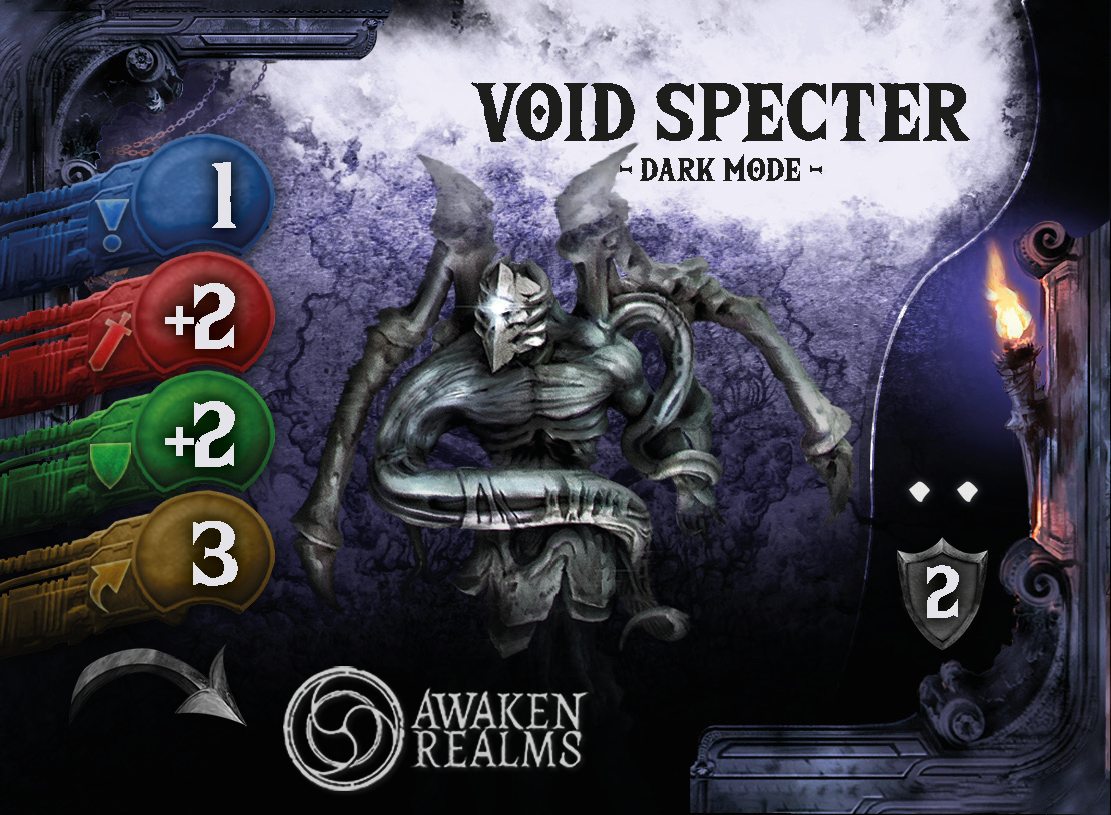 VOID SPECTER
- DARK MODE -
1
+2
+2
3
2
AWAKEN
REALMS